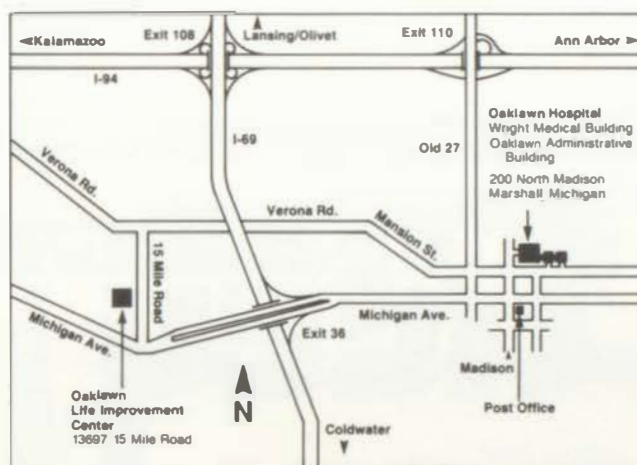 Exit 108
Lansing/Olivet
Exit 110
Kalamazoo
Ann Arbor
I-94
I-69
Old 27
Oaklawn Hospital
Wright Medical Building
Oaklawn Administrative
Building
200 North Madison
Marshall Michigan
Verona Rd.
Verona Rd.
Mansion St.
15 Mile Road
Michigan Ave.
Michigan Ave.
Exit 36
Madison
Post Office
Oaklawn
Life Improvement
Center
13697 15 Mile Road
N
Coldwater